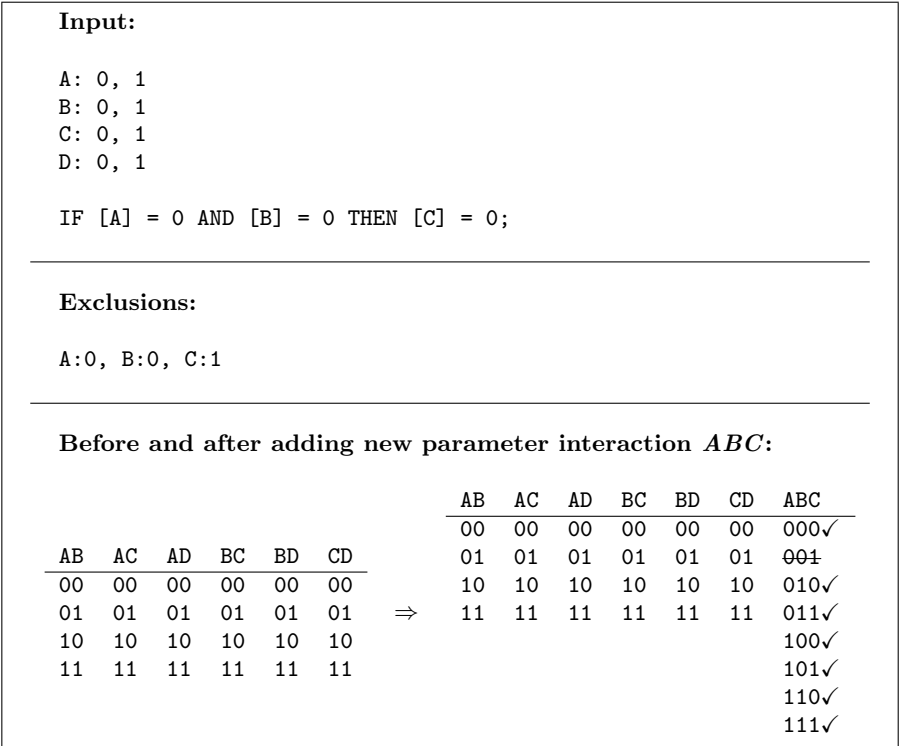 Input:
A: 0, 1
B: 0, 1
C: 0, 1
D: 0, 1
IF [A] = 0 AND [B] = 0 THEN [C] = 0;
Exclusions:
A:0, B:0, C:1
Before and after adding new parameter interaction ABC:
AB AC AD BC BD CD
00 00 00 00 00 00
01 01 01 01 01 01
10 10 10 10 10 10
11 11 11 11 11 11
⇒
AB AC AD BC BD CD ABC
00 00 00 00 00 00 000✓
01 01 01 01 01 01 001
10 10 10 10 10 10 010✓
11 11 11 11 11 11 011✓
100✓
101✓
110✓
111✓